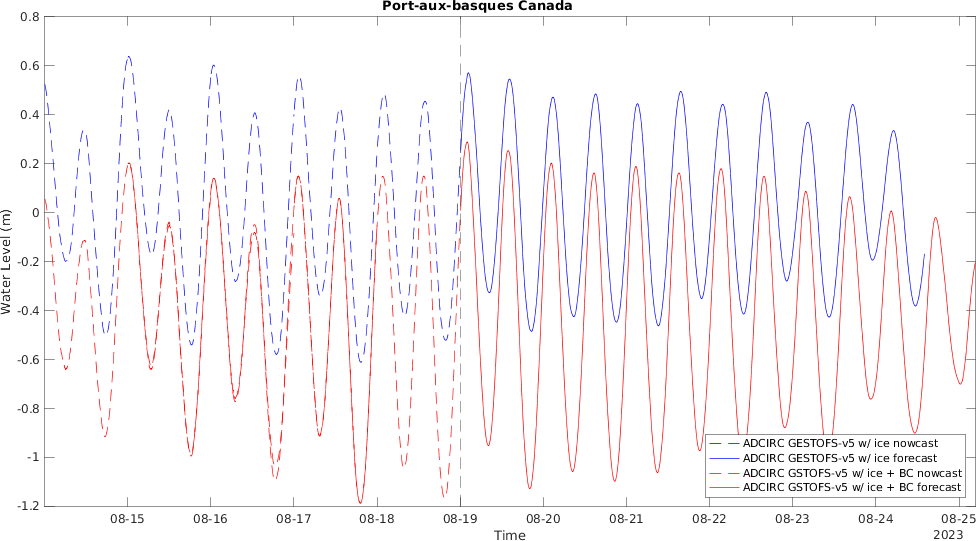 Port-aux-basques Canada
0.8
0.6
0.4
0.2
0
-0.2
-0.4
-0.6
-0.8
-1
-1.2
Water Level (m)
08-15 08-16 08-17 08-18 08-19 08-20 08-21 08-22 08-23 08-24 08-25
Time
2023
ADCIRC GESTOFS-v5 w/ ice nowcast
ADCIRC GESTOFS-v5 w/ ice forecast
ADCIRC GSTOFS-v5 w/ ice + BC nowcast
ADCIRC GSTOFS-v5 w/ ice + BC forecast